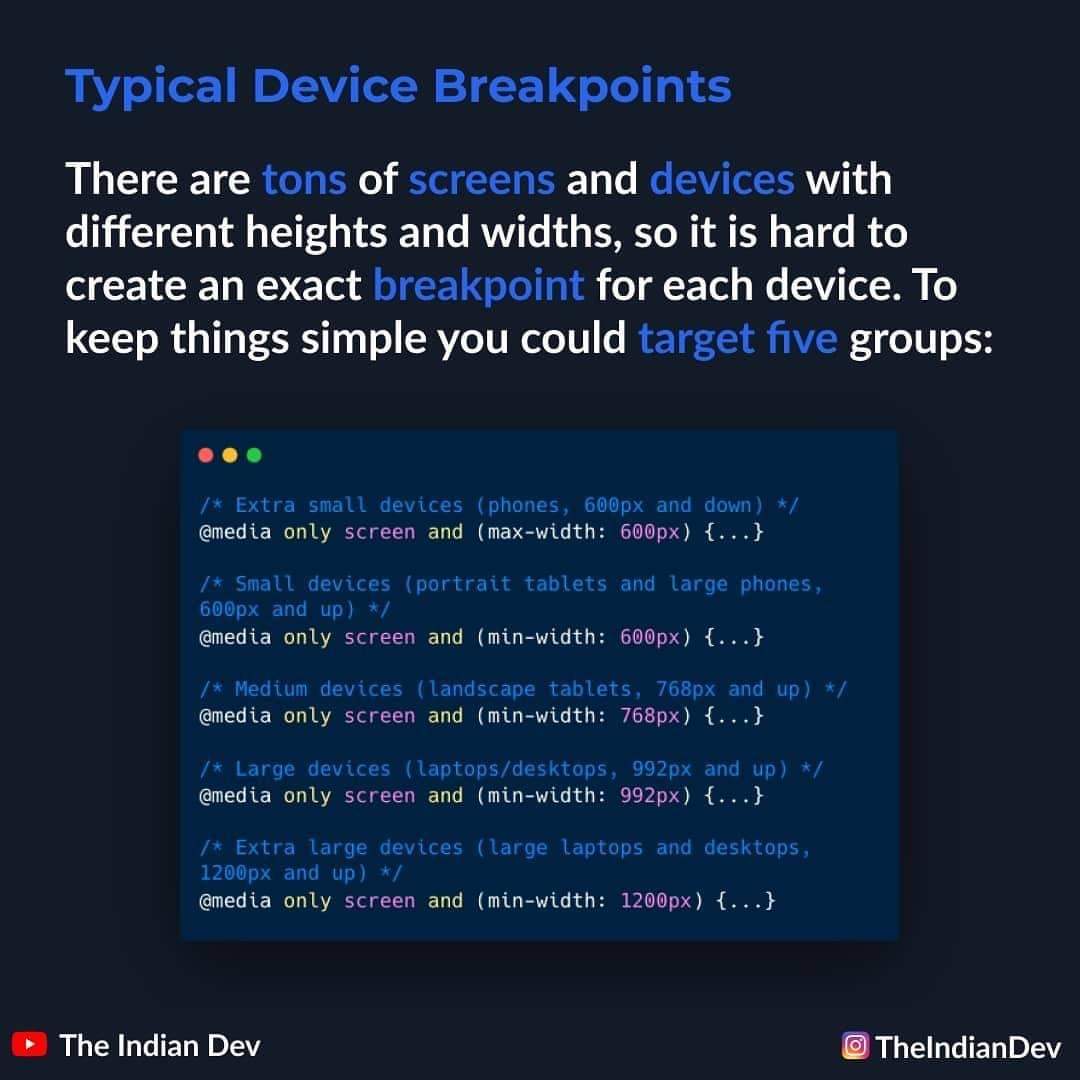 Typical Device Breakpoints
There are tons of screens and devices with
different heights and widths, so it is hard to
create an exact breakpoint for each device. To
keep things simple you could target five groups:
/* Extra small devices (phones, 600px and down) */
@media only screen and (max-width: 600px) {...}
/* Small devices (portrait tablets and large phones,
600px and up) */
@media only screen and (min-width: 600px) {...}
/* Medium devices (landscape tablets, 768px and up) */
@media only screen and (min-width: 768px) {...}
/* Large devices (laptops/desktops, 992px and up) */
@media only screen and (min-width: 992px) {...}
/* Extra large devices (large laptops and desktops,
1200px and up) */
@media only screen and (min-width: 1200px) {...}
The Indian Dev
TheIndianDev